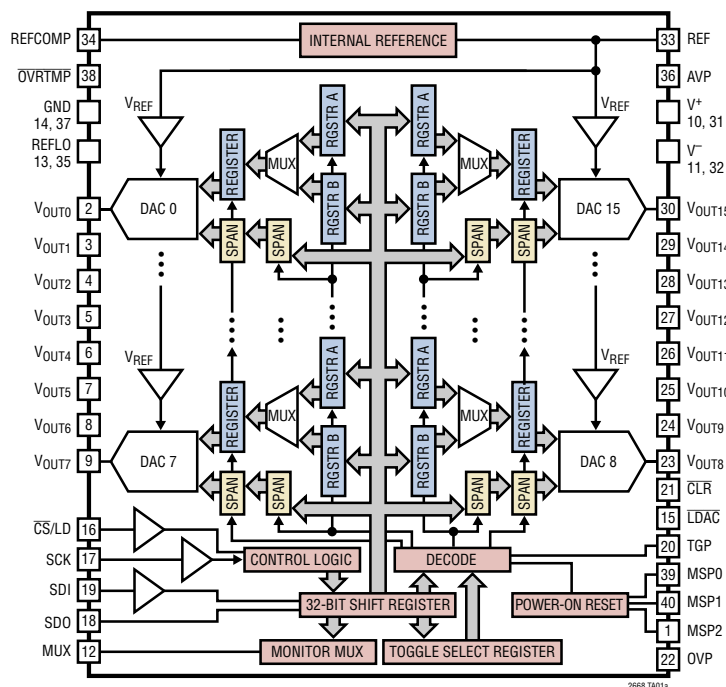 REFCOMP 34 INTERNAL REFERENCE 33 REF
OVRTMP 38 36 AVP
GND 14, 37
V+ 10, 31
REFLO 13, 35
V− 11, 32
VREF VREF
RGSTR A RGSTR A
REGISTER MUX MUX REGISTER
RGSTR B RGSTR B
VOUT0 2 DAC 0 DAC 15 30 VOUT15
SPAN SPAN SPAN SPAN
VOUT1 3 29 VOUT14
VOUT2 4 28 VOUT13
VOUT3 5 27 VOUT12
VOUT4 6 26 VOUT11
VREF VREF
RGSTR A RGSTR A
VOUT5 7 25 VOUT10
REGISTER MUX MUX REGISTER
VOUT6 8 24 VOUT9
RGSTR B RGSTR B
VOUT7 9 DAC 7 DAC 8 23 VOUT8
SPAN SPAN SPAN SPAN
21 CLR
CS/LD 16 15 LDAC
SCK 17 CONTROL LOGIC DECODE 20 TGP
SDI 19 39 MSP0
32-BIT SHIFT REGISTER POWER-ON RESET 40 MSP1
SDO 18 1 MSP2
MUX 12 MONITOR MUX TOGGLE SELECT REGISTER 22 OVP
2668 TA01a